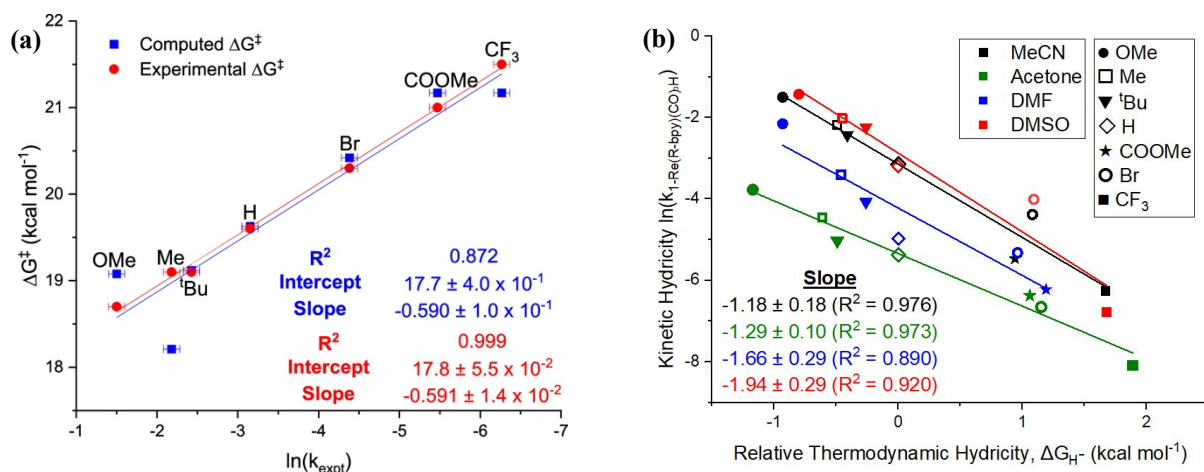 (a)
Computed ΔG‡
Experimental ΔG‡
CF3
COOMe
Br
H
OMe
Me
tBu
R2 0.872
Intercept 17.7 ± 4.0 x 10-1
Slope -0.590 ± 1.0 x 10-1
R2 0.999
Intercept 17.8 ± 5.5 x 10-2
Slope -0.591 ± 1.4 x 10-2
ΔG‡ (kcal mol-1)
22
21
20
19
18
-1 -2 -3 -4 -5 -6 -7
ln(kexpt)
(b)
MeCN
Acetone
DMF
DMSO
OMe
Me
tBu
H
COOMe
Br
CF3
Slope
-1.18 ± 0.18 (R2 = 0.976)
-1.29 ± 0.10 (R2 = 0.973)
-1.66 ± 0.29 (R2 = 0.890)
-1.94 ± 0.29 (R2 = 0.920)
Kinetic Hydricity ln(k1-Re(R-bpy)(CO)3H)
0
-2
-4
-6
-8
-1 0 1 2
Relative Thermodynamic Hydricity, ΔGH- (kcal mol-1)